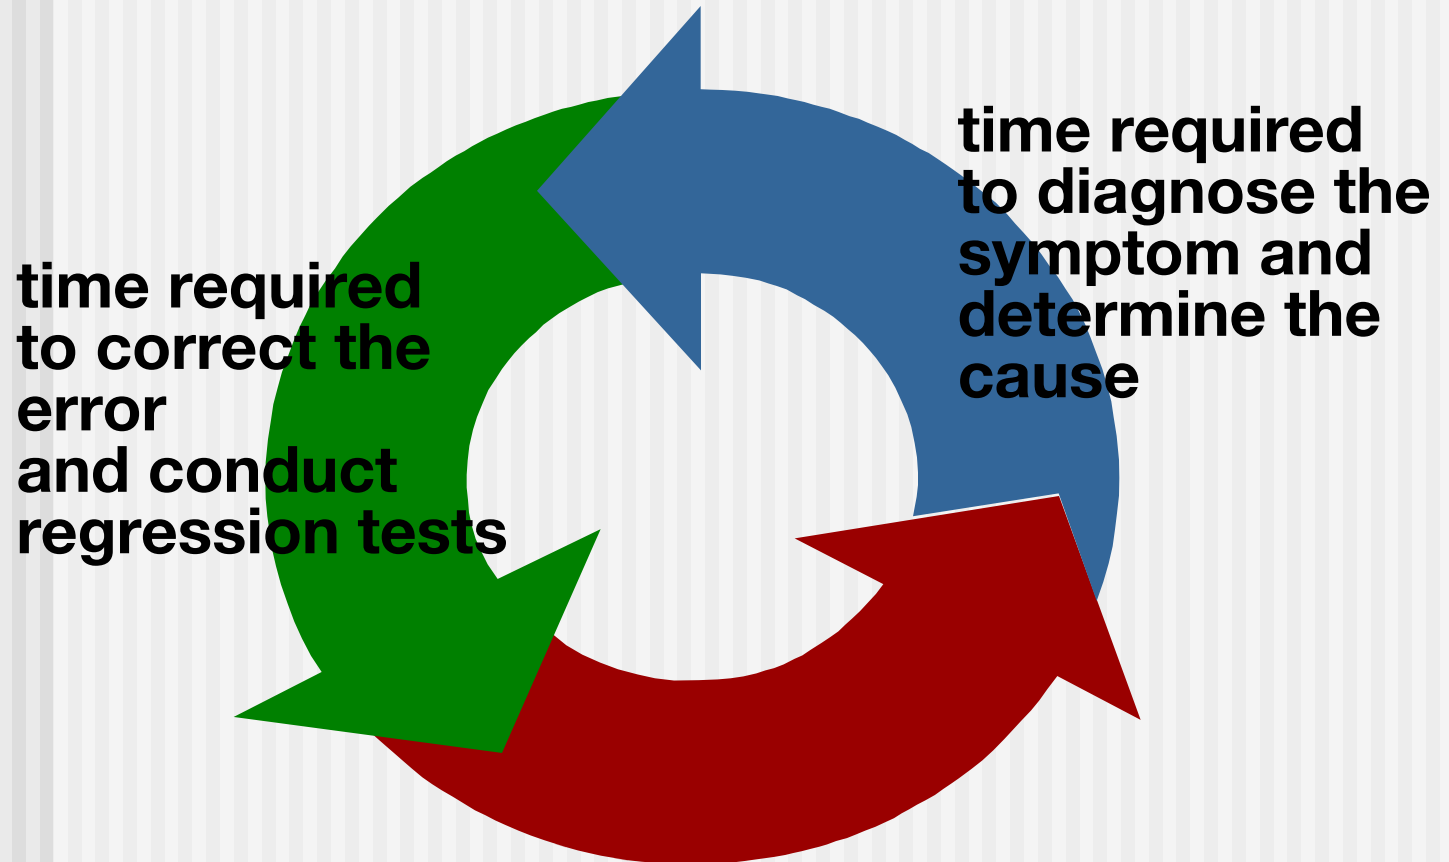 time required
to diagnose the
symptom and
determine the
cause
time required
to correct the
error
and conduct
regression tests